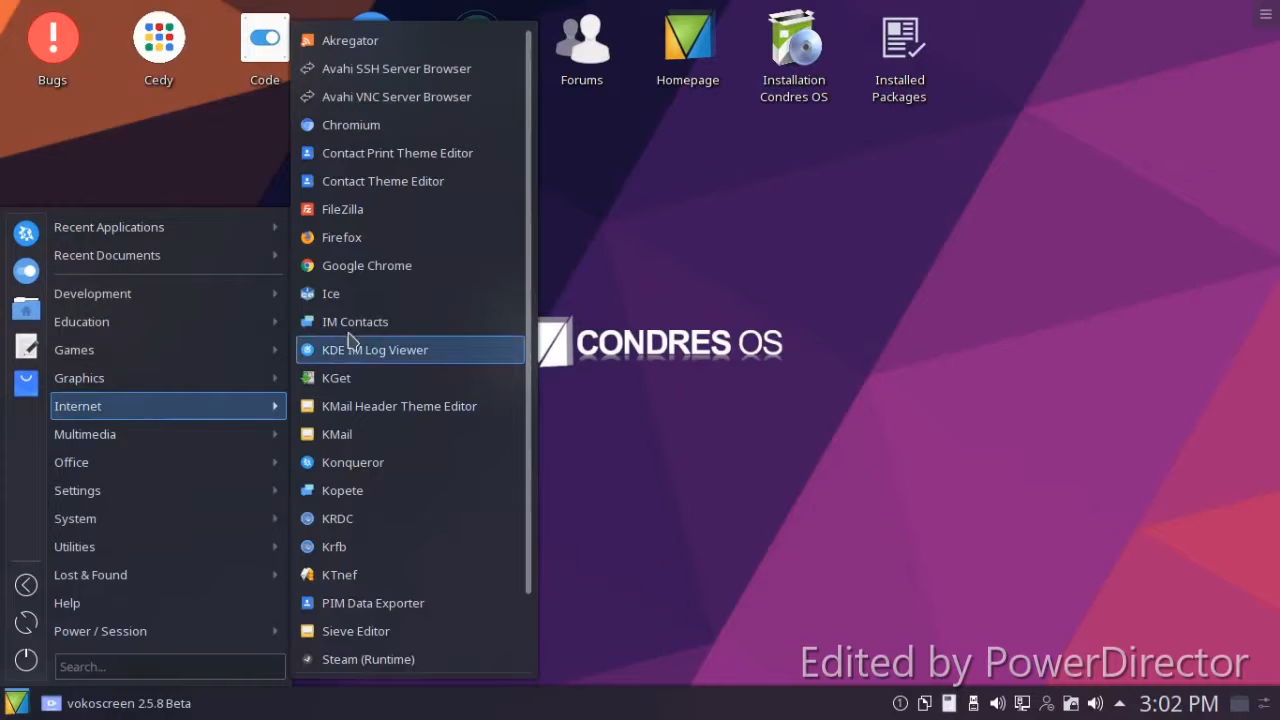 Bugs
Cedy
Code
Forums
Homepage
Installation
Condres OS
Installed
Packages
Akregator
Avahi SSH Server Browser
Avahi VNC Server Browser
Chromium
Contact Print Theme Editor
Contact Theme Editor
FileZilla
Firefox
Google Chrome
Ice
IM Contacts
KDE IM Log Viewer
KGet
KMail Header Theme Editor
KMail
Konqueror
Kopete
KRDC
Krfb
KTnef
PIM Data Exporter
Sieve Editor
Steam (Runtime)
Recent Applications
Recent Documents
Development
Education
Games
Graphics
Internet
Multimedia
Office
Settings
System
Utilities
Lost & Found
Help
Power / Session
Search...
CONDRES OS
Edited by PowerDirector
vokoscreen 2.5.8 Beta
3:02 PM